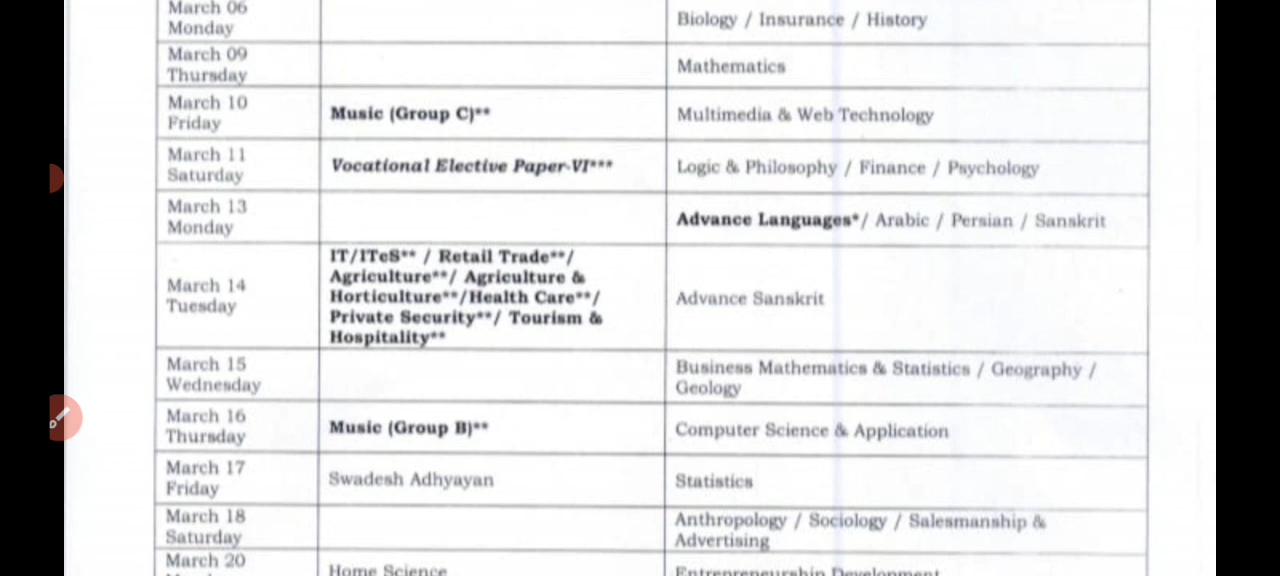 March 06
Monday
Biology / Insurance / History
March 09
Thursday
Mathematics
March 10
Friday
Music (Group C)**
Multimedia & Web Technology
March 11
Saturday
Vocational Elective Paper-VI***
Logic & Philosophy / Finance / Psychology
March 13
Monday
Advance Languages*/ Arabic / Persian / Sanskrit
March 14
Tuesday
IT/ITeS** / Retail Trade**/
Agriculture**/ Agriculture &
Horticulture**/Health Care**/
Private Security**/ Tourism &
Hospitality**
Advance Sanskrit
March 15
Wednesday
Business Mathematics & Statistics / Geography /
Geology
March 16
Thursday
Music (Group B)**
Computer Science & Application
March 17
Friday
Swadesh Adhyayan
Statistics
March 18
Saturday
Anthropology / Sociology / Salesmanship &
Advertising
March 20
Home Science
Entrepreneurship Development